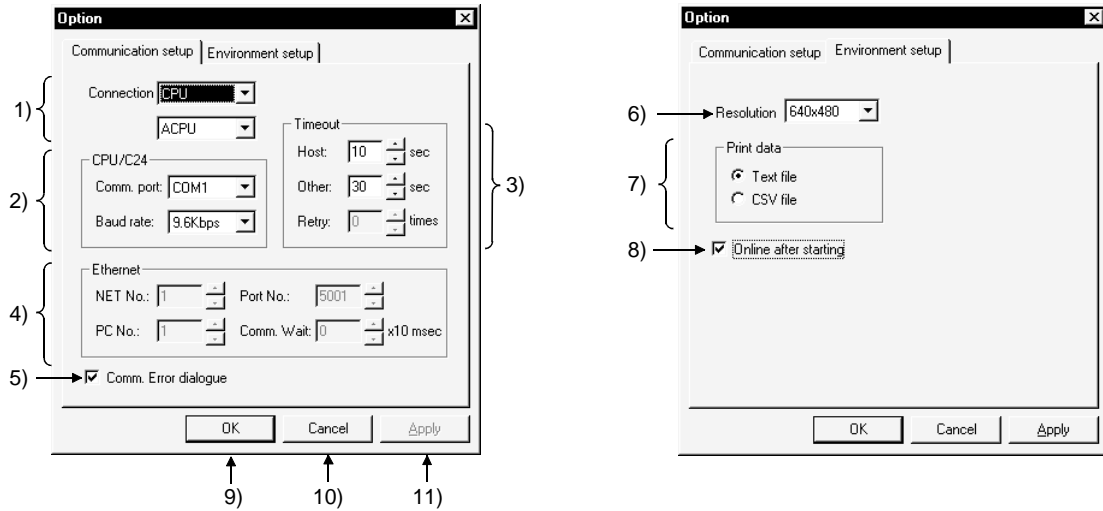 Option
Communication setup Environment setup
1) Connection CPU
ACPU
Timeout
Host: 10 sec
Other: 30 sec
Retry: 0 times
3)
2) CPU/C24
Comm. port: COM1
Baud rate: 9.6Kbps
4) Ethernet
NET No.: 1 Port No.: 5001
PC No.: 1 Comm. Wait: 0 x10 msec
5) Comm. Error dialogue
OK Cancel Apply
9) 10) 11)
Option
Communication setup Environment setup
6) Resolution 640x480
7) Print data
Text file
CSV file
8) Online after starting
OK Cancel Apply